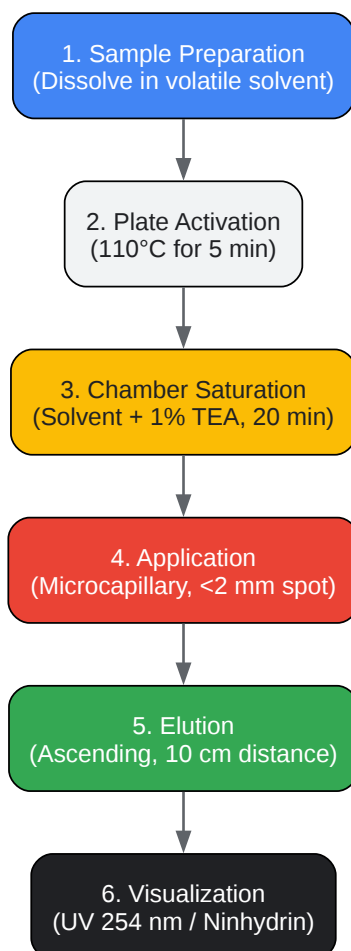 1. Sample Preparation
(Dissolve in volatile solvent)
2. Plate Activation
(110°C for 5 min)
3. Chamber Saturation
(Solvent + 1% TEA, 20 min)
4. Application
(Microcapillary, <2 mm spot)
5. Elution
(Ascending, 10 cm distance)
6. Visualization
(UV 254 nm / Ninhydrin)